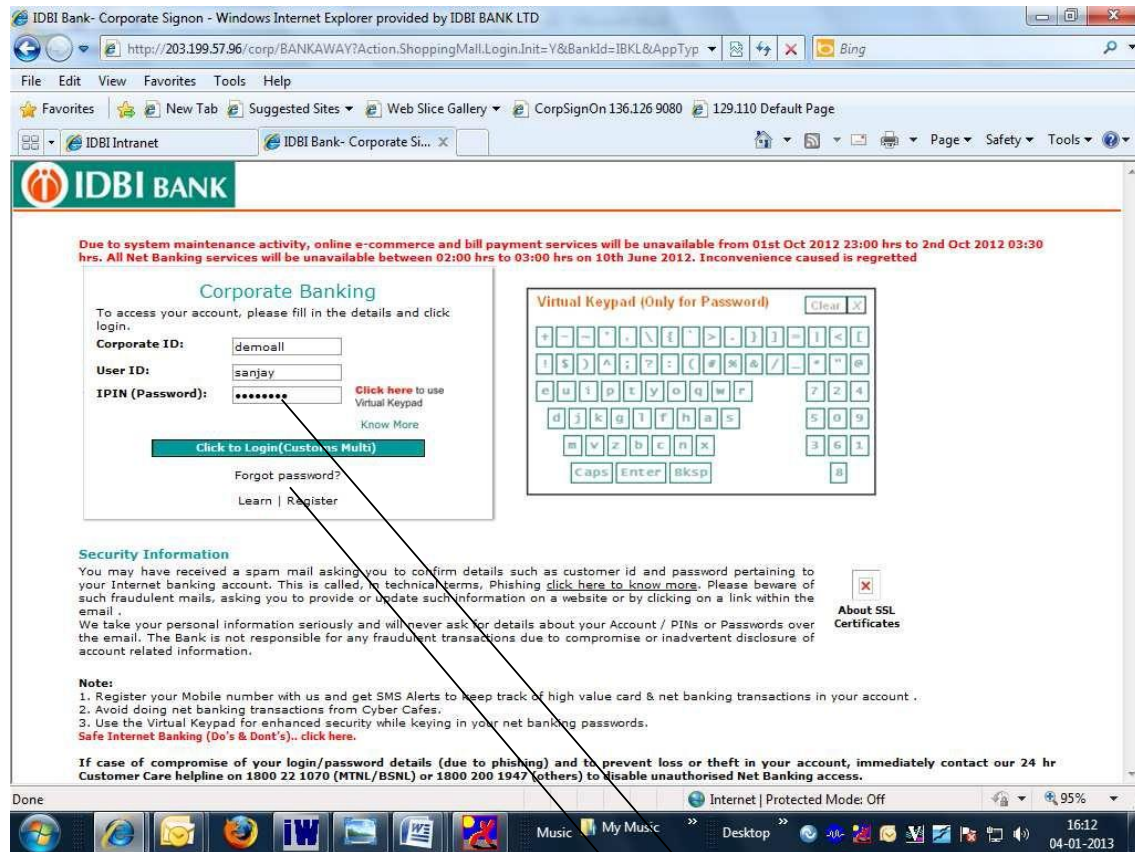 IDBI Bank- Corporate Signon - Windows Internet Explorer provided by IDBI BANK LTD
http://203.199.57.96/corp/BANKAWAY?Action.ShoppingMall.Login.Init=Y&BankId=IBKL&AppTyp
Bing
File Edit View Favorites Tools Help
Favorites New Tab Suggested Sites Web Slice Gallery CorpSignOn 136.126 9080 129.110 Default Page
IDBI Intranet IDBI Bank- Corporate Si... Page Safety Tools
IDBI BANK
Due to system maintenance activity, online e-commerce and bill payment services will be unavailable from 01st Oct 2012 23:00 hrs to 2nd Oct 2012 03:30
hrs. All Net Banking services will be unavailable between 02:00 hrs to 03:00 hrs on 10th June 2012. Inconvenience caused is regretted
Corporate Banking
To access your account, please fill in the details and click
login.
Corporate ID: demoall
User ID: sanjay
IPIN (Password): ••••••••
Click here to use
Virtual Keypad
Know More
Click to Login(Customs Multi)
Forgot password?
Learn | Register
Virtual Keypad (Only for Password) Clear X
! $ ) ^ ; ? : ( # % & / _ * " @
e u i p t y o q w r 7 2 4
d j k g l f h a s 5 0 9
m v z b c n x 3 6 1
Caps Enter Bksp 8
Security Information
You may have received a spam mail asking you to confirm details such as customer id and password pertaining to
your Internet banking account. This is called, in technical terms, Phishing click here to know more. Please beware of
such fraudulent mails, asking you to provide or update such information on a website or by clicking on a link within the
email .
We take your personal information seriously and will never ask for details about your Account / PINs or Passwords over
the email. The Bank is not responsible for any fraudulent transactions due to compromise or inadvertent disclosure of
account related information.
About SSL
Certificates
Note:
1. Register your Mobile number with us and get SMS Alerts to keep track of high value card & net banking transactions in your account .
2. Avoid doing net banking transactions from Cyber Cafes.
3. Use the Virtual Keypad for enhanced security while keying in your net banking passwords.
Safe Internet Banking (Do's & Dont's).. click here.
If case of compromise of your login/password details (due to phishing) and to prevent loss or theft in your account, immediately contact our 24 hr
Customer Care helpline on 1800 22 1070 (MTNL/BSNL) or 1800 200 1947 (others) to disable unauthorised Net Banking access.
Done Internet | Protected Mode: Off 95%
Music My Music » Desktop » 16:12
04-01-2013